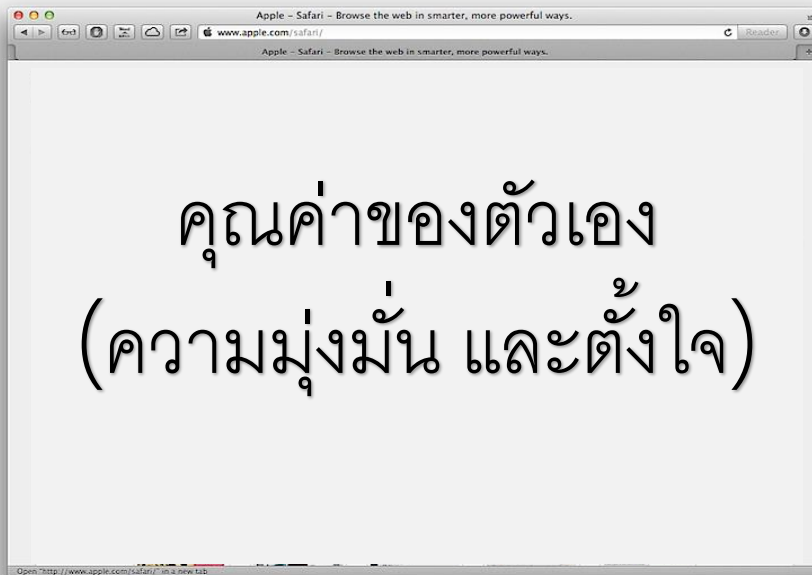 Apple – Safari – Browse the web in smarter, more powerful ways.
www.apple.com/safari/
Reader
Apple – Safari – Browse the web in smarter, more powerful ways.
คุณค่าของตัวเอง
(ความมุ่งมั่น และตั้งใจ)
Open "http://www.apple.com/safari/" in a new tab